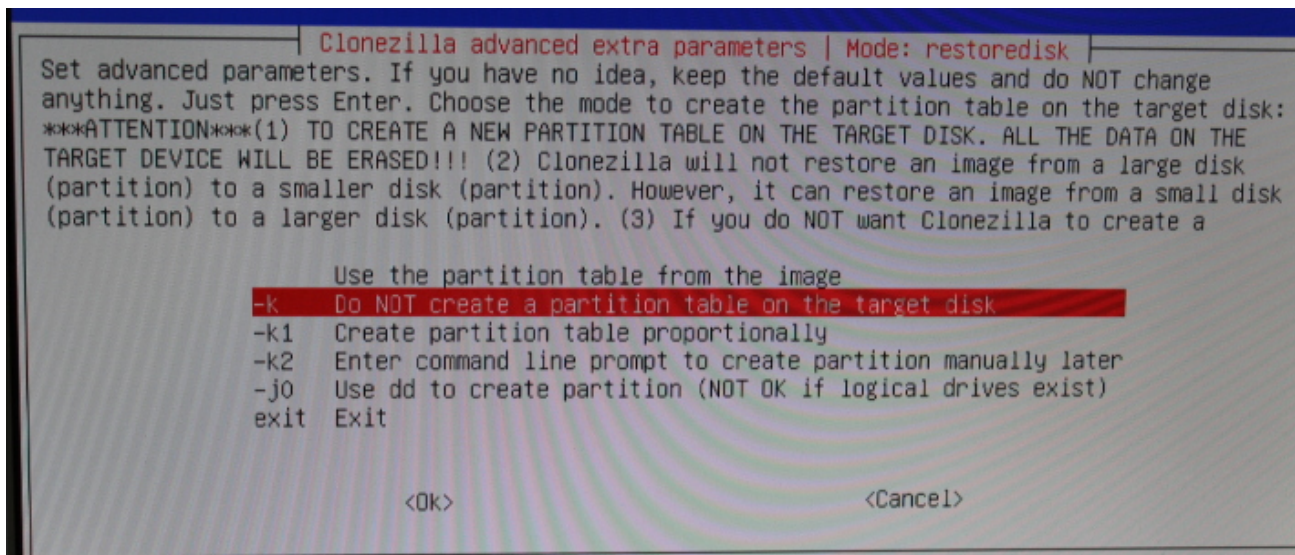 Clonezilla advanced extra parameters | Mode: restoredisk
Set advanced parameters. If you have no idea, keep the default values and do NOT change
anything. Just press Enter. Choose the mode to create the partition table on the target disk:
***ATTENTION***(1) TO CREATE A NEW PARTITION TABLE ON THE TARGET DISK. ALL THE DATA ON THE
TARGET DEVICE WILL BE ERASED!!! (2) Clonezilla will not restore an image from a large disk
(partition) to a smaller disk (partition). However, it can restore an image from a small disk
(partition) to a larger disk (partition). (3) If you do NOT want Clonezilla to create a
Use the partition table from the image
-k Do NOT create a partition table on the target disk
-k1 Create partition table proportionally
-k2 Enter command line prompt to create partition manually later
-j0 Use dd to create partition (NOT OK if logical drives exist)
exit Exit
<Ok> <Cancel>